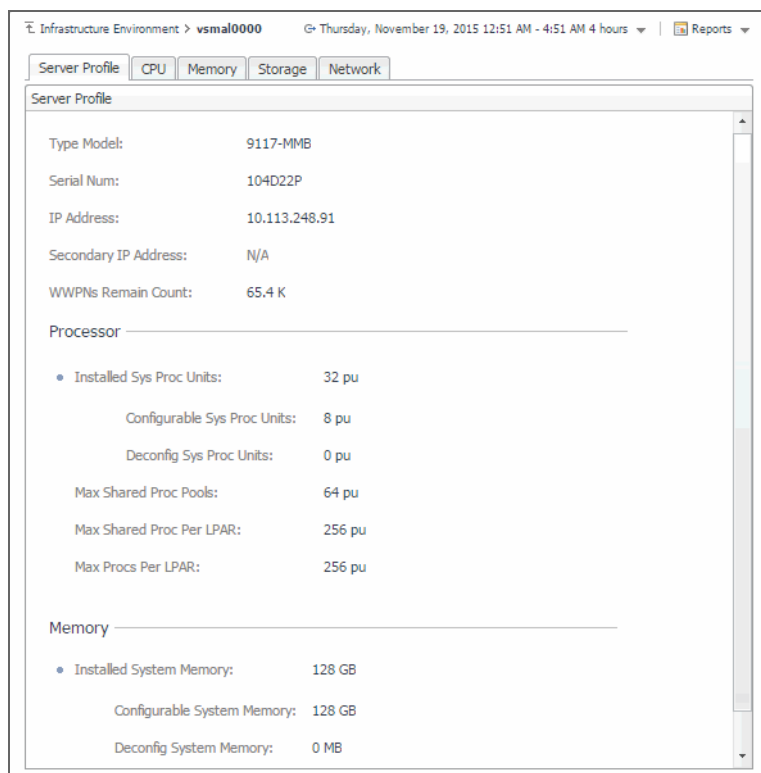 Infrastructure Environment > vsmal0000 Thursday, November 19, 2015 12:51 AM - 4:51 AM 4 hours | Reports
Server Profile CPU Memory Storage Network
Server Profile
Type Model: 9117-MMB
Serial Num: 104D22P
IP Address: 10.113.248.91
Secondary IP Address: N/A
WWPNs Remain Count: 65.4 K
Processor
• Installed Sys Proc Units: 32 pu
Configurable Sys Proc Units: 8 pu
Deconfig Sys Proc Units: 0 pu
Max Shared Proc Pools: 64 pu
Max Shared Proc Per LPAR: 256 pu
Max Procs Per LPAR: 256 pu
Memory
• Installed System Memory: 128 GB
Configurable System Memory: 128 GB
Deconfig System Memory: 0 MB